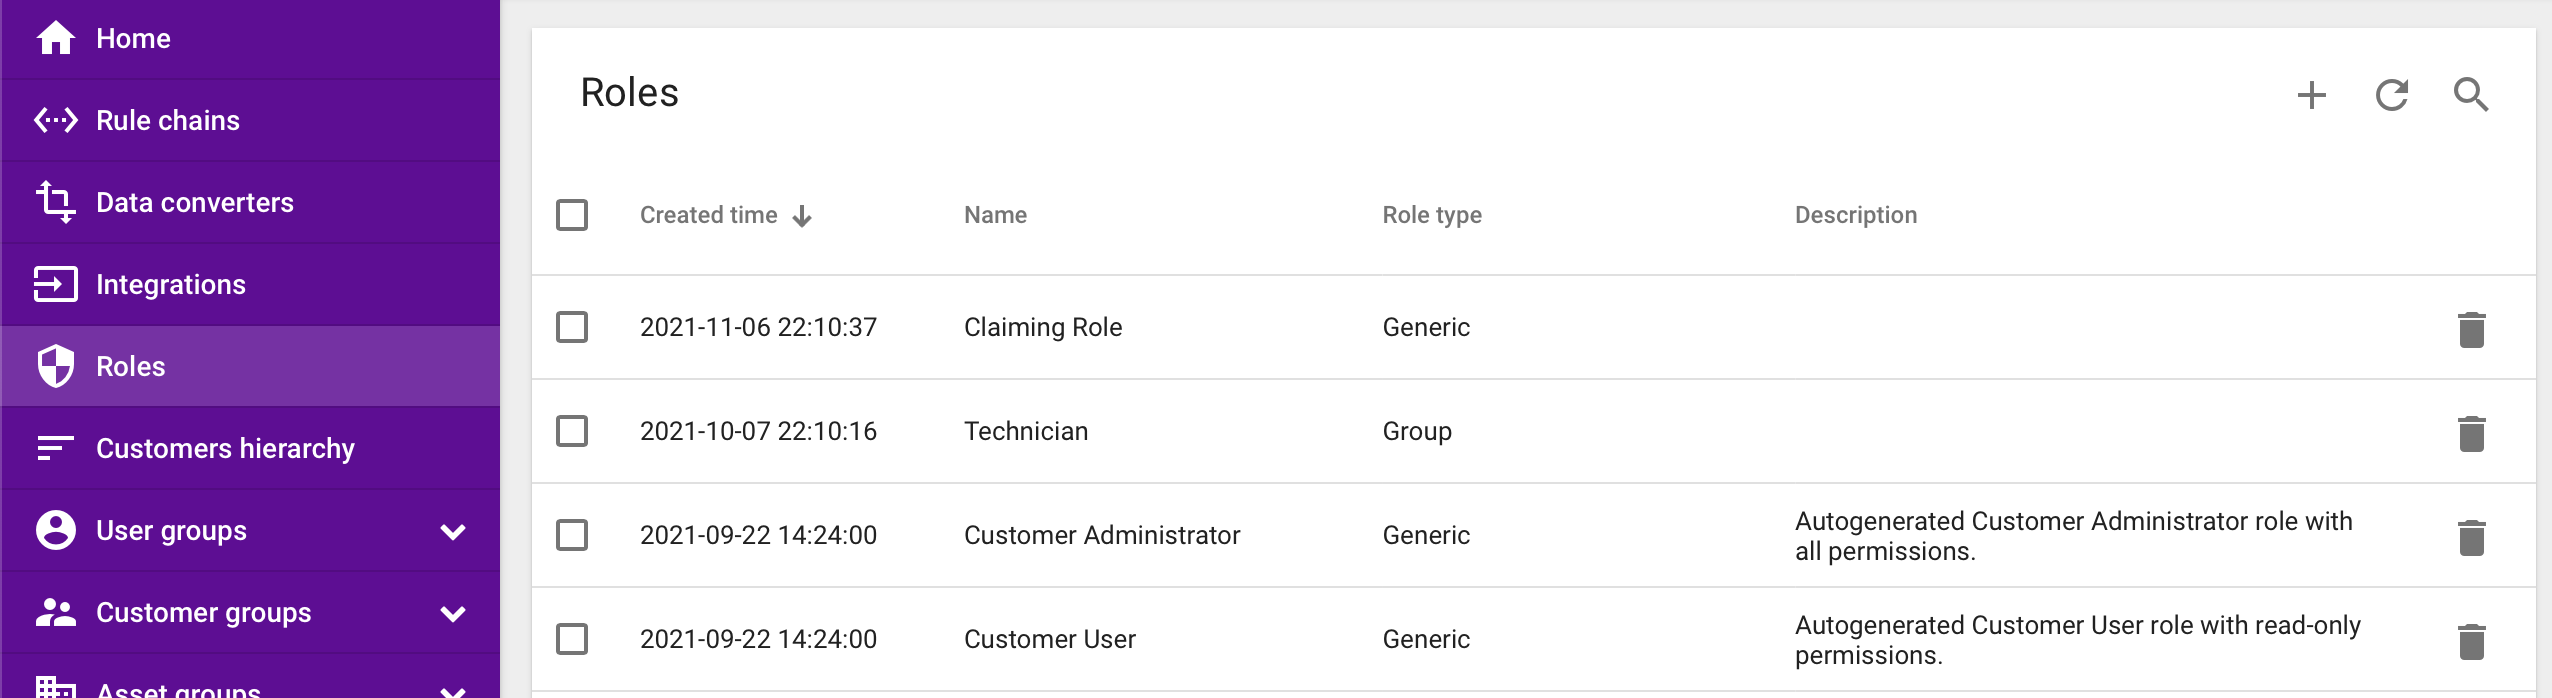 Home
Rule chains
Data converters
Integrations
Roles
Customers hierarchy
User groups
Customer groups
Asset groups
Roles
Created time Name Role type Description
2021-11-06 22:10:37 Claiming Role Generic
2021-10-07 22:10:16 Technician Group
2021-09-22 14:24:00 Customer Administrator Generic Autogenerated Customer Administrator role with
all permissions.
2021-09-22 14:24:00 Customer User Generic Autogenerated Customer User role with read-only
permissions.